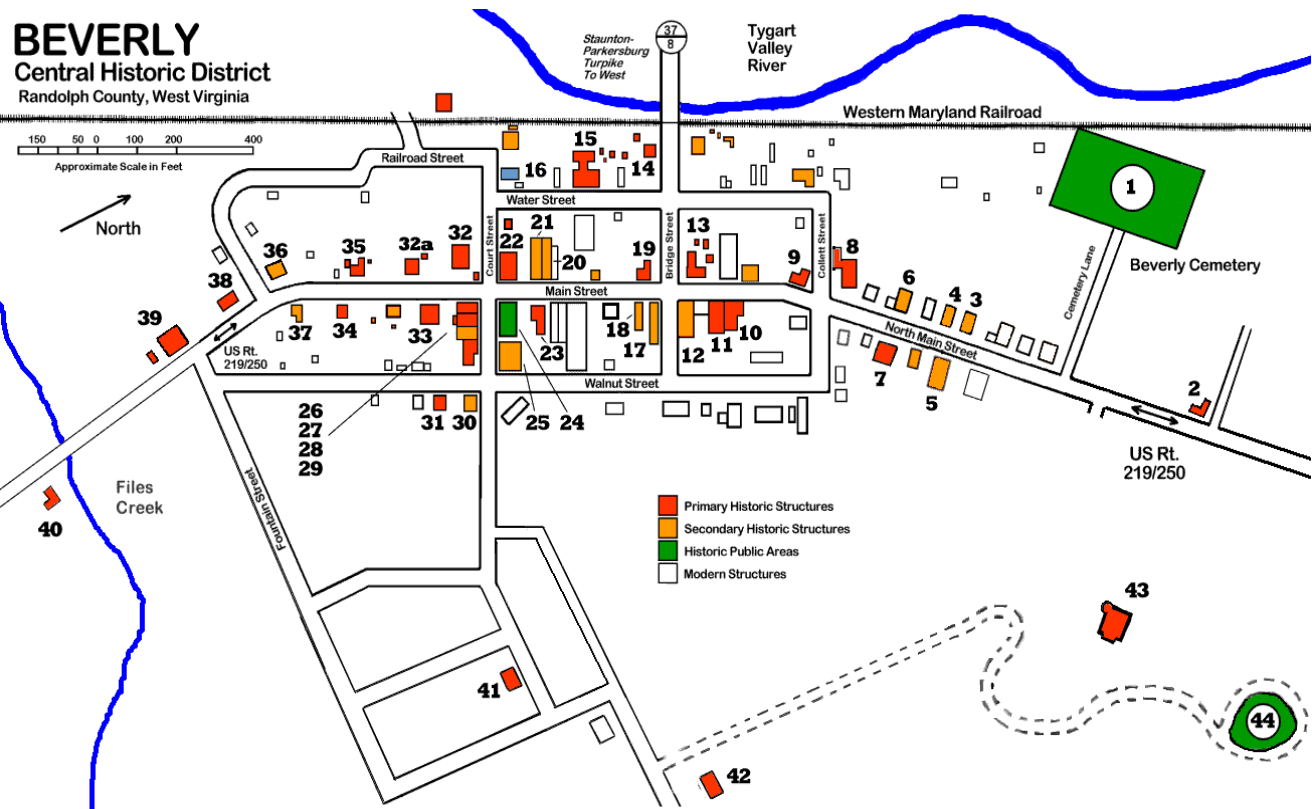 BEVERLY
Central Historic District
Randolph County, West Virginia
150 50 0 100 200 400
Approximate Scale in Feet
North
Staunton-
Parkersburg
Turpike
To West
37
8
Tygart
Valley
River
Western Maryland Railroad
Railroad Street
Water Street
Court Street
Bridge Street
Collett Street
Main Street
North Main Street
Walnut Street
Fountain Street
Cemetery Lane
Beverly Cemetery
US Rt.
219/250
US Rt.
219/250
Files
Creek
15
16
14
1
36
35
32a
32
22
21
20
19
13
9
8
6
4
3
38
39
37
34
33
23
18
17
12
11
10
7
5
2
26
27
28
29
31
30
25
24
40
Primary Historic Structures
Secondary Historic Structures
Historic Public Areas
Modern Structures
41
42
43
44